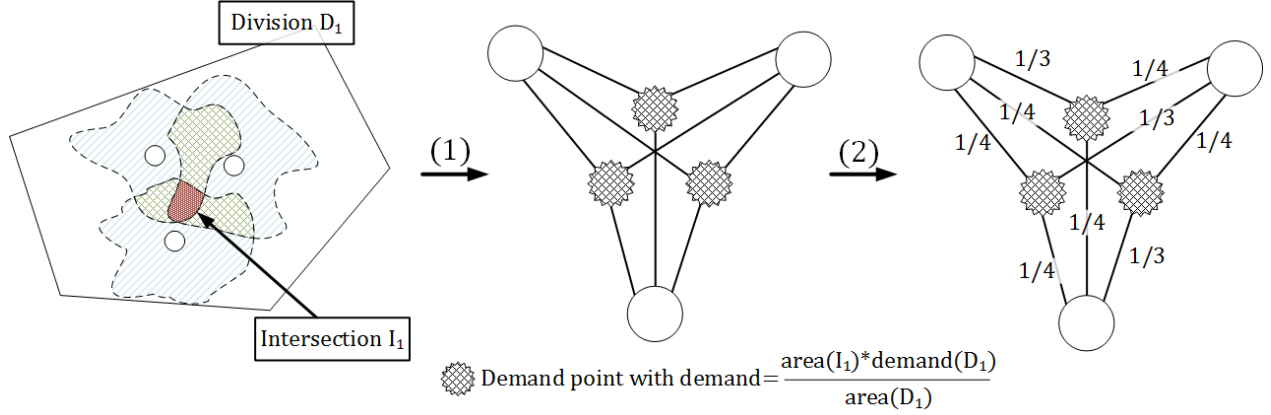 Division D₁
Intersection I₁
(1)
(2)
1/3
1/4
1/4
1/3
1/4
1/4
1/4
1/4
1/3
Demand point with demand= area(I₁)*demand(D₁)
area(D₁)